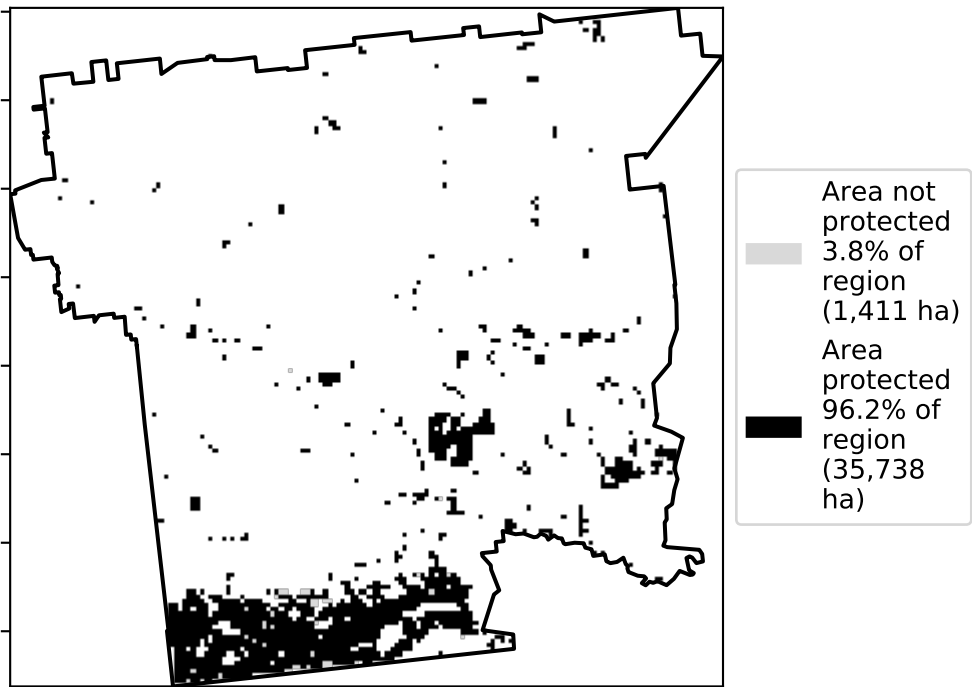 Area not
protected
3.8% of
region
(1,411 ha)
Area
protected
96.2% of
region
(35,738
ha)